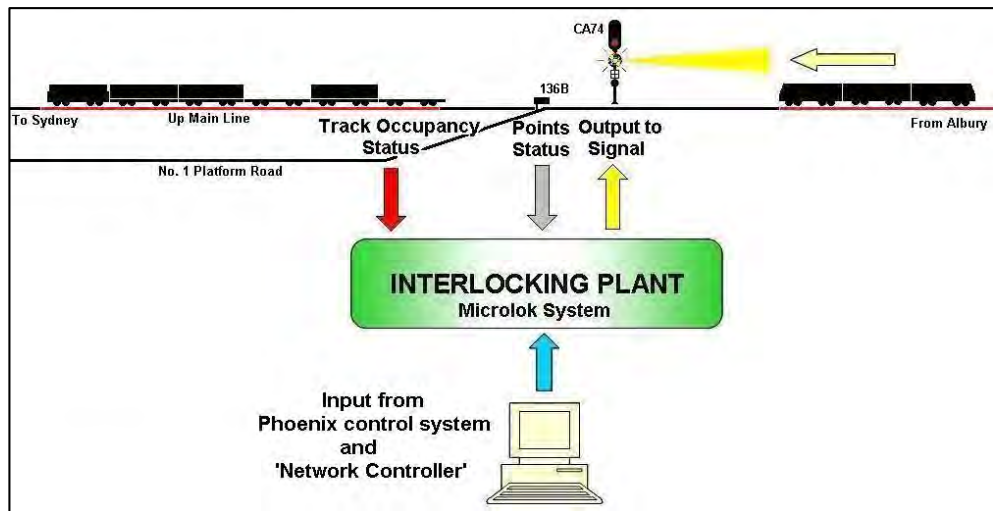 CA74
136B
To Sydney
Up Main Line
From Albury
Track Occupancy
Status
Points
Status
Output to
Signal
No. 1 Platform Road
INTERLOCKING PLANT
Microlok System
Input from
Phoenix control system
and
'Network Controller'